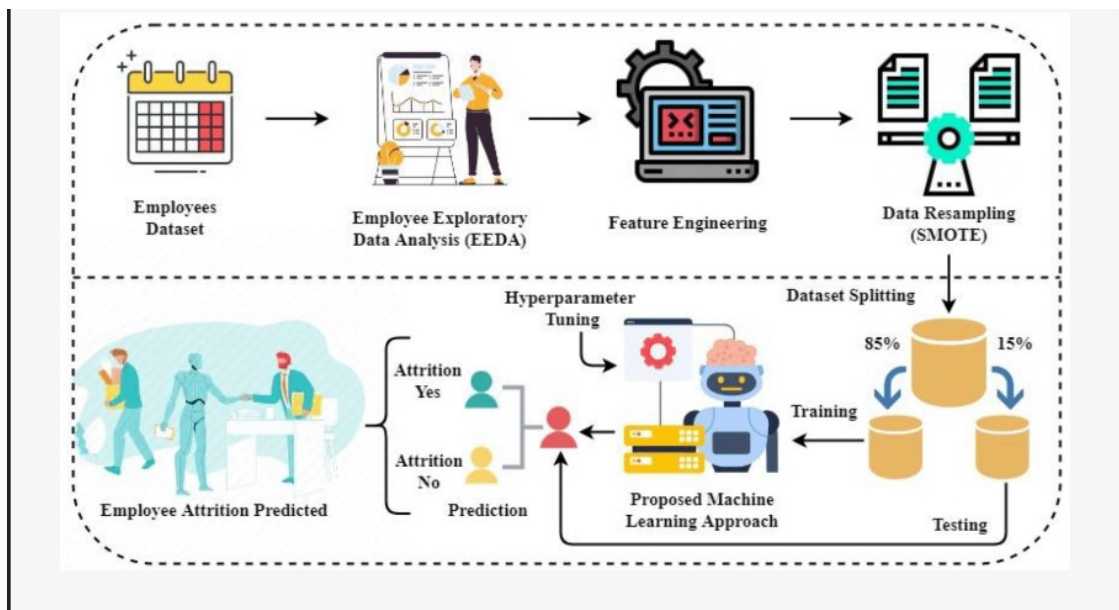 Employees
Dataset
Employee Exploratory
Data Analysis (EEDA)
Feature Engineering
Data Resampling
(SMOTE)
Hyperparameter
Tuning
Dataset Splitting
85%
15%
Attrition
Yes
Training
Attrition
No
Employee Attrition Predicted
Prediction
Proposed Machine
Learning Approach
Testing